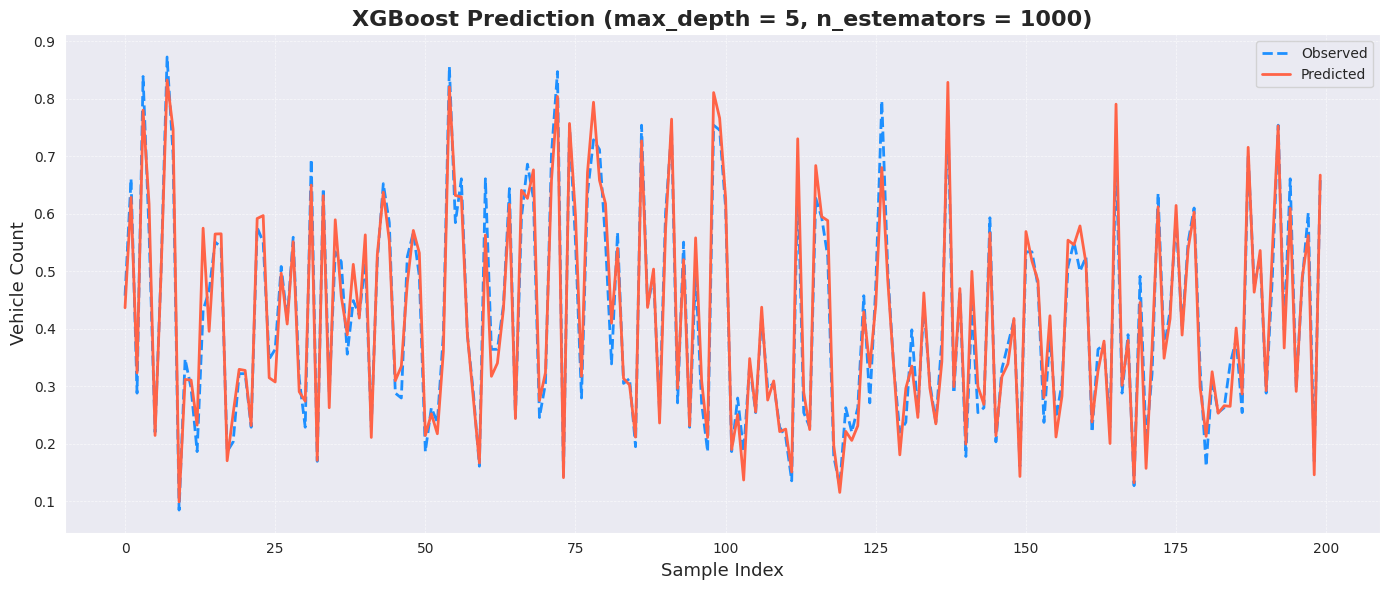 XGBoost Prediction (max_depth = 5, n_estemators = 1000)
Observed
Predicted
Vehicle Count
0.9
0.8
0.7
0.6
0.5
0.4
0.3
0.2
0.1
0 25 50 75 100 125 150 175 200
Sample Index